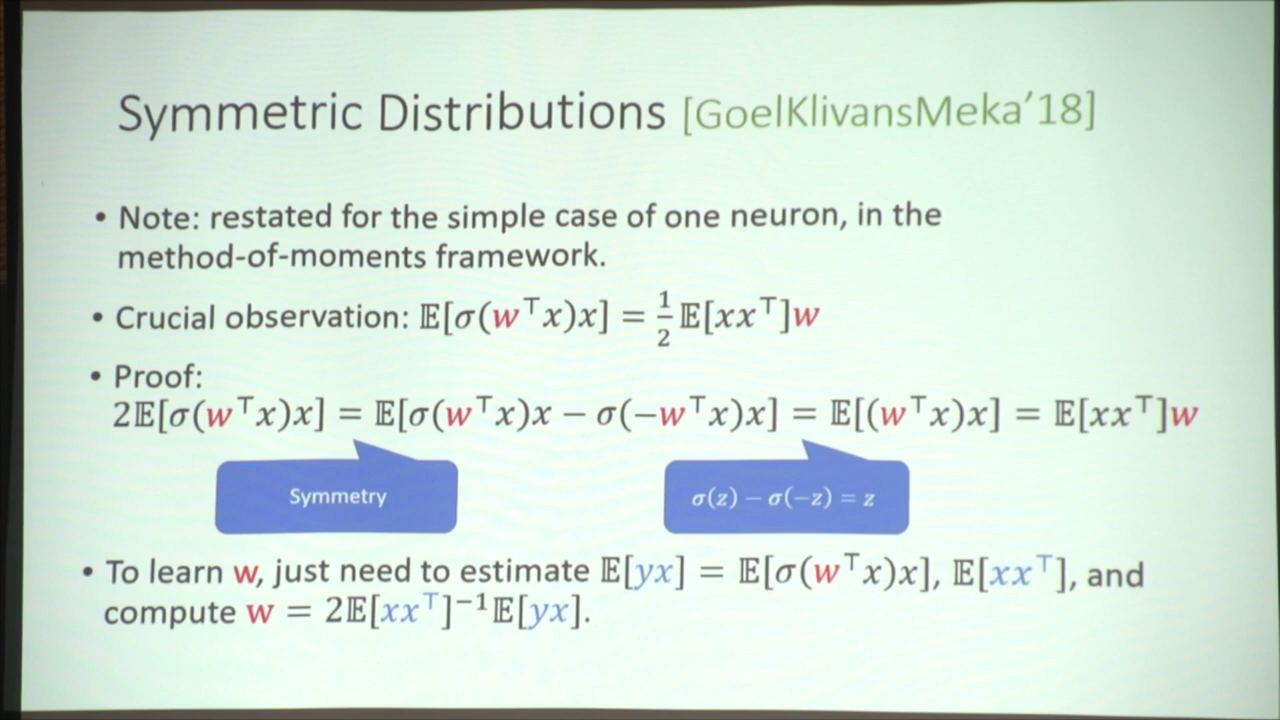 Symmetric Distributions [GoelKlivansMeka'18]
• Note: restated for the simple case of one neuron, in the
method-of-moments framework.
• Crucial observation: 𝔼[σ(w⊤x)x] = 1/2 𝔼[xx⊤]w
• Proof:
2𝔼[σ(w⊤x)x] = 𝔼[σ(w⊤x)x − σ(−w⊤x)x] = 𝔼[(w⊤x)x] = 𝔼[xx⊤]w
Symmetry
σ(z) − σ(−z) = z
• To learn w, just need to estimate 𝔼[yx] = 𝔼[σ(w⊤x)x], 𝔼[xx⊤], and
compute w = 2𝔼[xx⊤]⁻¹𝔼[yx].